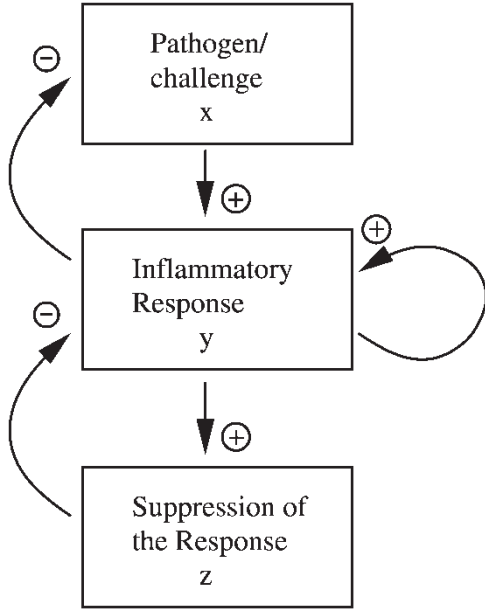 Pathogen/
challenge
x
⊖
⊕
Inflammatory
Response
y
⊕
⊖
⊕
Suppression of
the Response
z